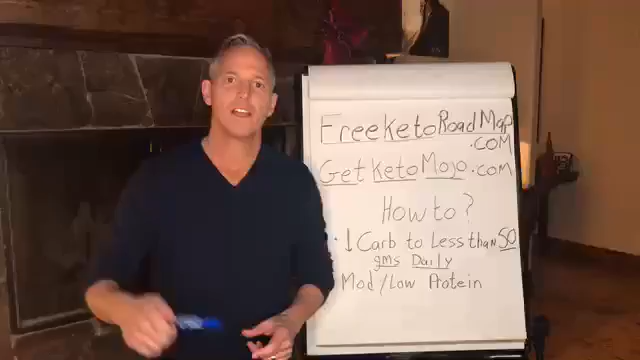 FreeketoRoadMap
.COM
GetKetoMojo.com
How to?
↓ Carb to Less than 50
gms Daily
Mod/Low Protein